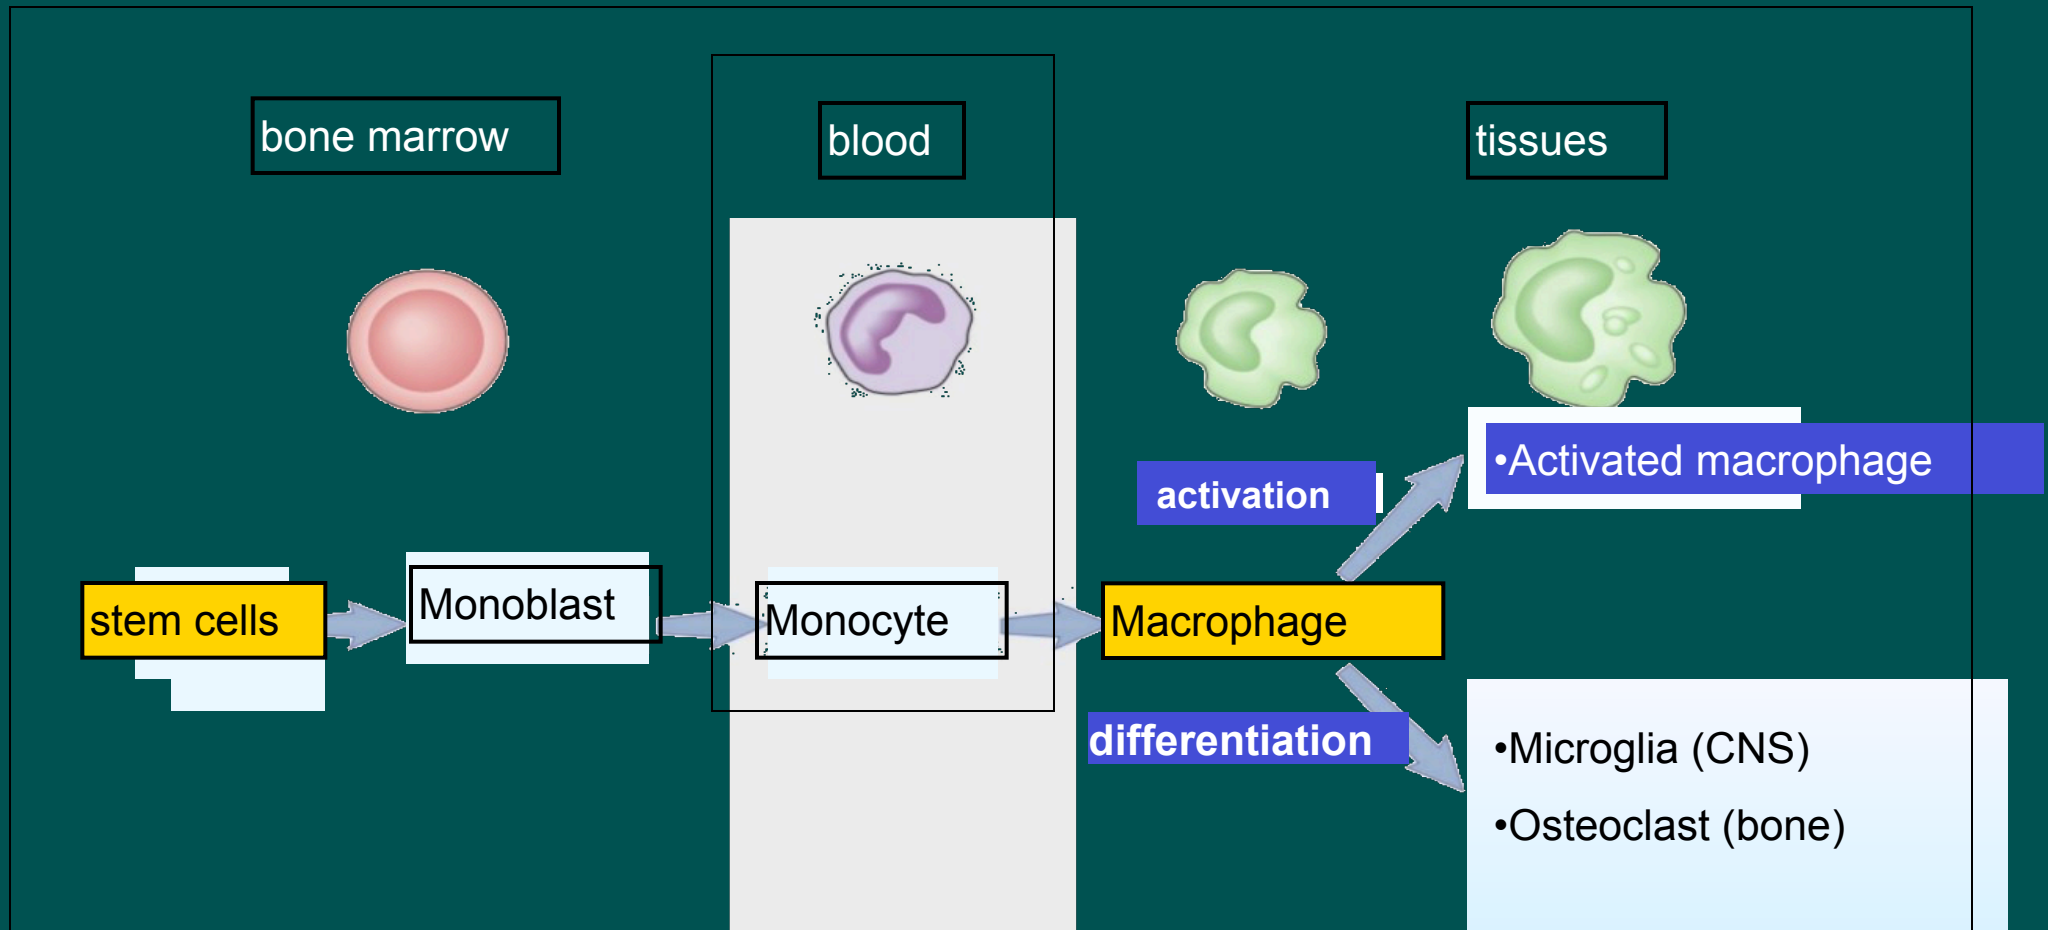 bone marrow
blood
tissues
•Activated macrophage
activation
stem cells
Monoblast
Monocyte
Macrophage
differentiation
•Microglia (CNS)
•Osteoclast (bone)